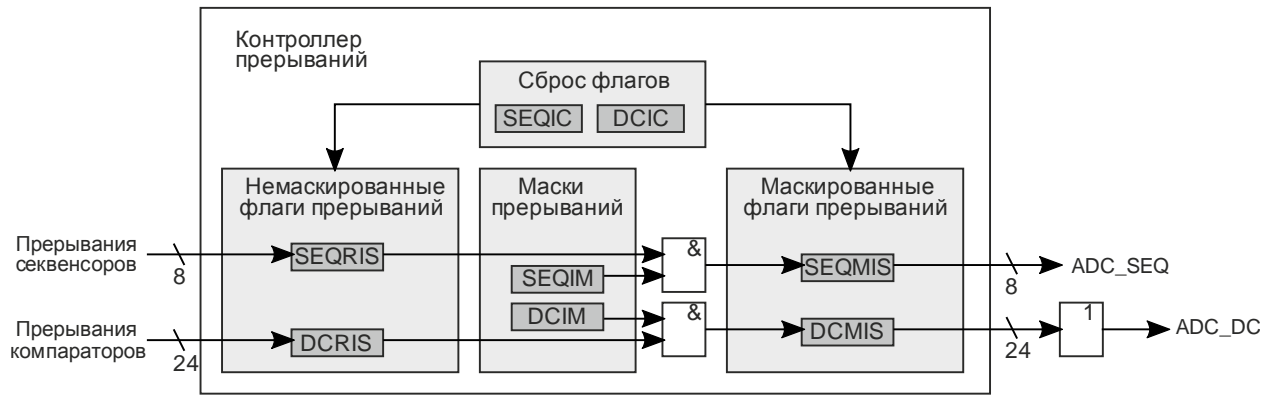 Контроллер
прерываний
Сброс флагов
SEQIC DCIC
Немаскированные
флаги прерываний
Маски
прерываний
Маскированные
флаги прерываний
Прерывания
секвенсоров
8
SEQRIS
SEQIM
&
SEQMIS
8
ADC_SEQ
Прерывания
компараторов
24
DCRIS
DCIM
&
DCMIS
24
1
ADC_DC